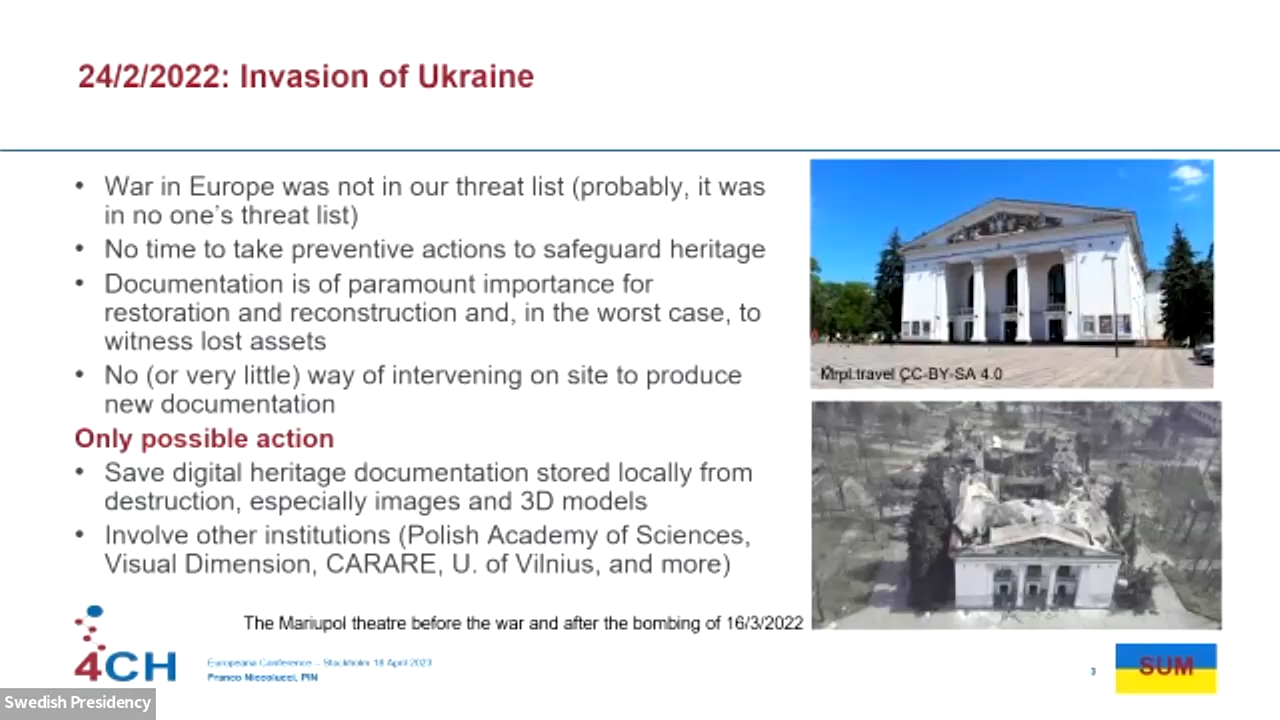 24/2/2022: Invasion of Ukraine
• War in Europe was not in our threat list (probably, it was
in no one's threat list)
• No time to take preventive actions to safeguard heritage
• Documentation is of paramount importance for
restoration and reconstruction and, in the worst case, to
witness lost assets
• No (or very little) way of intervening on site to produce
new documentation
Only possible action
• Save digital heritage documentation stored locally from
destruction, especially images and 3D models
• Involve other institutions (Polish Academy of Sciences,
Visual Dimension, CARARE, U. of Vilnius, and more)
Mrpl.travel CC-BY-SA 4.0
The Mariupol theatre before the war and after the bombing of 16/3/2022
4CH
Europeana Conference – Stockholm 18 April 2023
Franco Niccolucci, PIN
3
SUM
Swedish Presidency